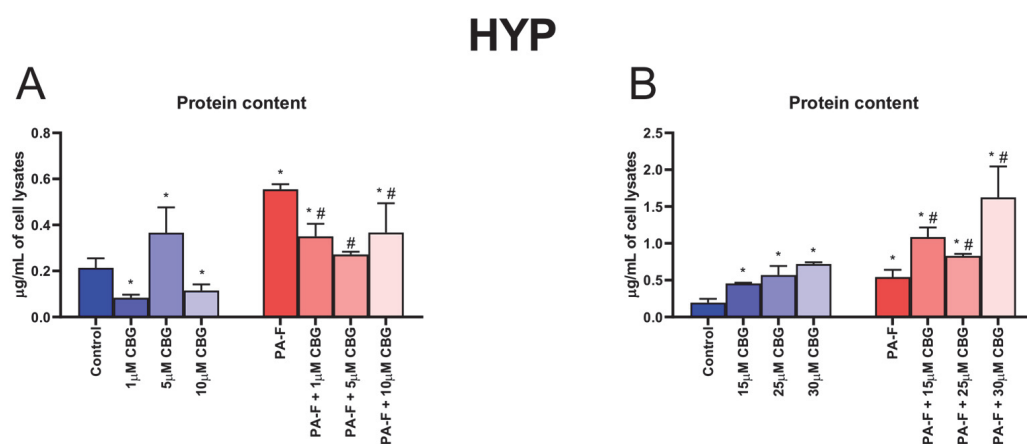 HYP
A
Protein content
µg/mL of cell lysates
0.8
0.6
0.4
0.2
0.0
*
*
*
*
* #
#
* #
Control
1µM CBG
5µM CBG
10µM CBG
PA-F
PA-F + 1µM CBG
PA-F + 5µM CBG
PA-F + 10µM CBG
B
Protein content
µg/mL of cell lysates
2.5
2.0
1.5
1.0
0.5
0.0
*
*
*
*
* #
* #
* #
Control
15µM CBG
25µM CBG
30µM CBG
PA-F
PA-F + 15µM CBG
PA-F + 25µM CBG
PA-F + 30µM CBG